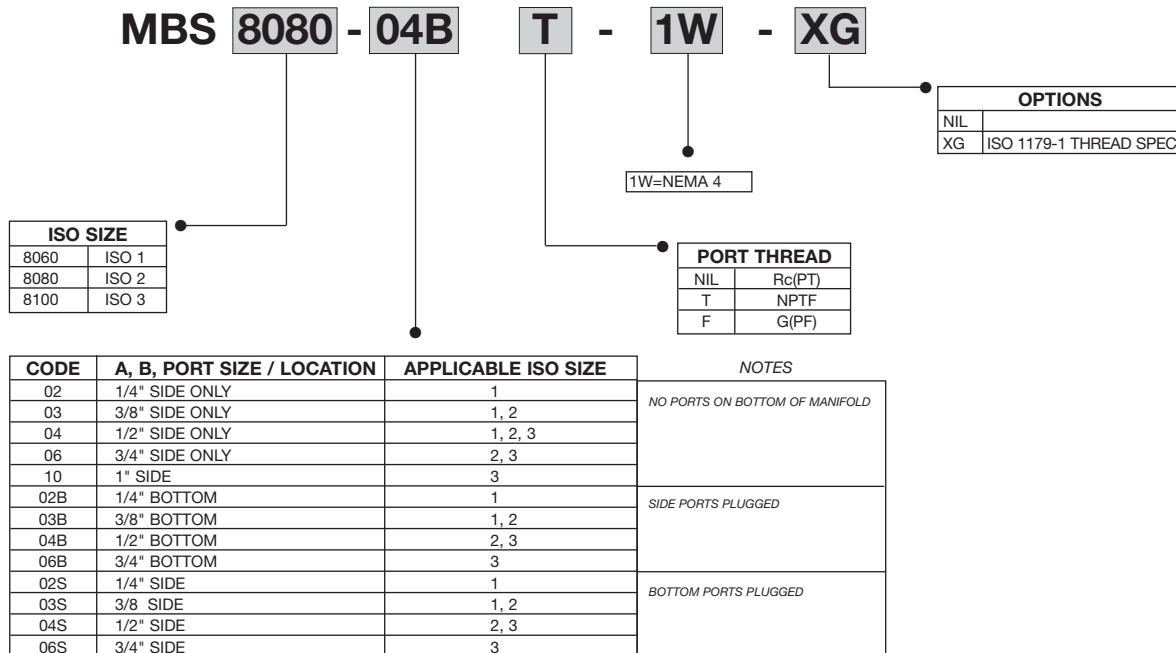 MBS 8080 - 04B T - 1W - XG
OPTIONS
NIL
XG ISO 1179-1 THREAD SPEC
1W=NEMA 4
ISO SIZE
8060 ISO 1
8080 ISO 2
8100 ISO 3
PORT THREAD
NIL Rc(PT)
T NPTF
F G(PF)
CODE A, B, PORT SIZE / LOCATION APPLICABLE ISO SIZE NOTES
02 1/4" SIDE ONLY 1 NO PORTS ON BOTTOM OF MANIFOLD
03 3/8" SIDE ONLY 1, 2
04 1/2" SIDE ONLY 1, 2, 3
06 3/4" SIDE ONLY 2, 3
10 1" SIDE 3
02B 1/4" BOTTOM 1 SIDE PORTS PLUGGED
03B 3/8" BOTTOM 1, 2
04B 1/2" BOTTOM 2, 3
06B 3/4" BOTTOM 3
02S 1/4" SIDE 1 BOTTOM PORTS PLUGGED
03S 3/8 SIDE 1, 2
04S 1/2" SIDE 2, 3
06S 3/4" SIDE 3